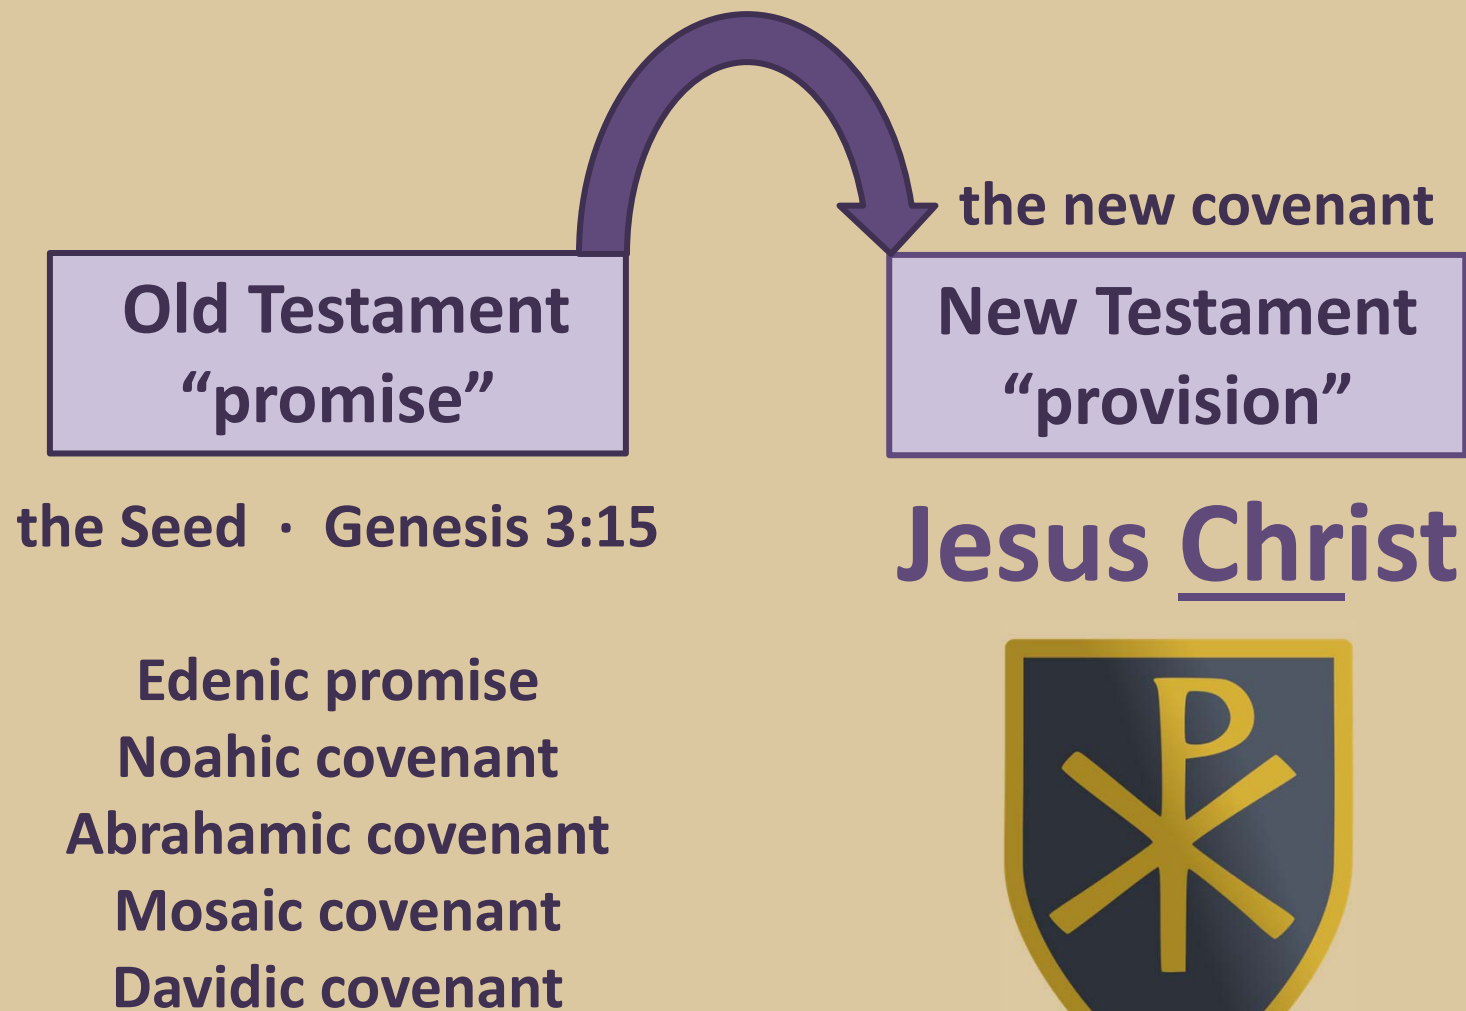 the new covenant
Old Testament
“promise”
New Testament
“provision”
the Seed · Genesis 3:15
Jesus Christ
Edenic promise
Noahic covenant
Abrahamic covenant
Mosaic covenant
Davidic covenant